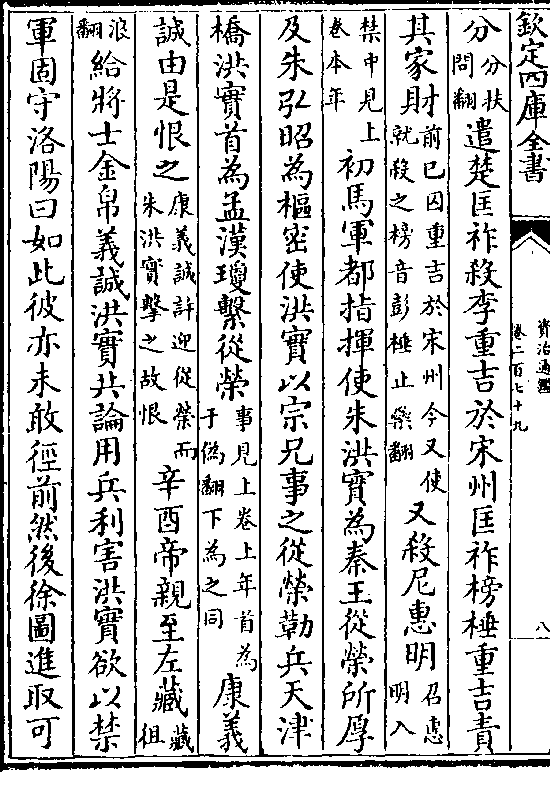 欽定四庫全書
資治通鑑
卷二百七十九
八
分分扶問翻遣楚匡祚殺李重吉於宋州匡祚榜棰重吉責
其家財前已囚重吉於宋州今又使就殺之榜音彭棰止橤翻又殺尼惠明召惠明入
禁中見上卷本年初馬軍都指揮使朱洪實為秦王從榮所厚
及朱弘昭為樞密使洪實以宗兄事之從榮勒兵天津
橋洪實首為孟漢瓊擊從榮事見上卷上年首為于偽翻下為之同康義
誠由是恨之康義誠許迎從榮而朱洪實擊之故恨辛酉帝親至左藏藏徂
浪翻給將士金帛義誠洪實共論用兵利害洪實欲以禁
軍固守洛陽曰如此彼亦未敢徑前然後徐圖進取可